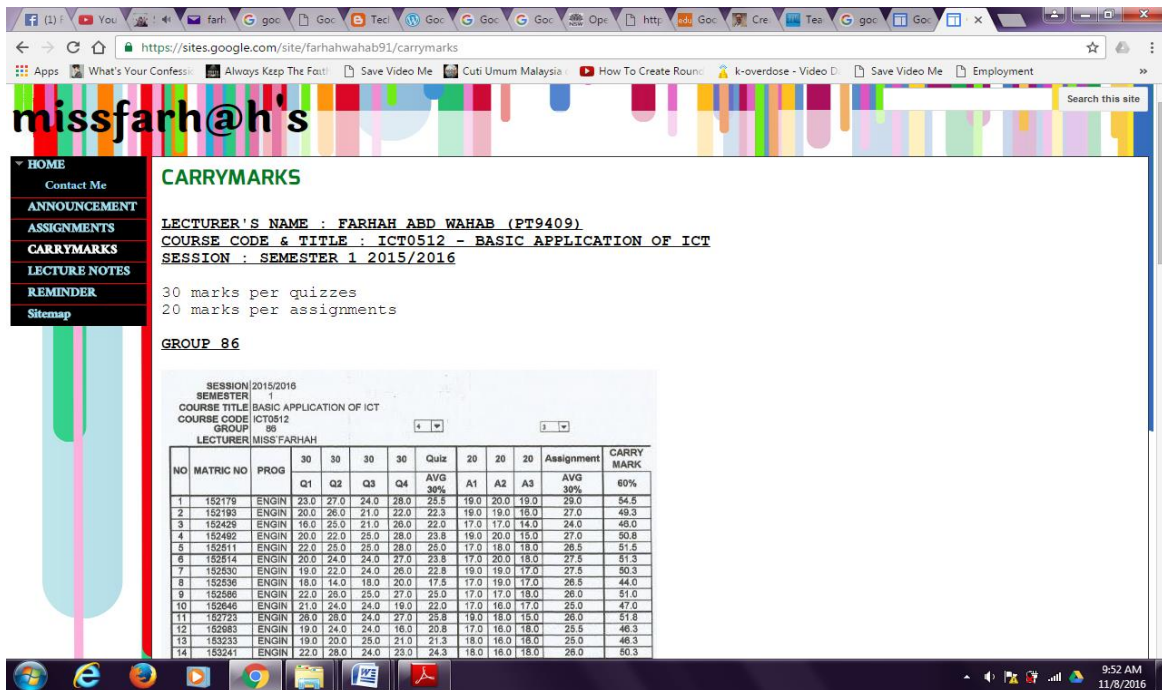 (1) F
You
farh
G goo
Goc
Tecl
Goc
G Goo
G Goo
Ope
http
Goc
Cre
Tea
G goc
Goc
https://sites.google.com/site/farhahwahab91/carrymarks
Apps What's Your Confessio Always Keep The Faith Save Video Me Cuti Umum Malaysia How To Create Round k-overdose - Video D Save Video Me Employment »
missfarh@h's
Search this site
HOME
Contact Me
ANNOUNCEMENT
ASSIGNMENTS
CARRYMARKS
LECTURE NOTES
REMINDER
Sitemap
CARRYMARKS
LECTURER'S NAME : FARHAH ABD WAHAB (PT9409)
COURSE CODE & TITLE : ICT0512 - BASIC APPLICATION OF ICT
SESSION : SEMESTER 1 2015/2016
30 marks per quizzes
20 marks per assignments
GROUP 86
SESSION 2015/2016
SEMESTER 1
COURSE TITLE BASIC APPLICATION OF ICT
COURSE CODE ICT0512
GROUP 86
LECTURER MISS FARHAH
4
NO MATRIC NO PROG 30 30 30 30 Quiz 20 20 20 Assignment CARRY MARK
Q1 Q2 Q3 Q4 AVG 30% A1 A2 A3 AVG 30% 60%
1 152179 ENGIN 23.0 27.0 24.0 28.0 25.5 19.0 20.0 19.0 29.0 54.5
2 152193 ENGIN 20.0 26.0 21.0 22.0 22.3 19.0 19.0 16.0 27.0 49.3
3 152429 ENGIN 16.0 25.0 21.0 26.0 22.0 17.0 17.0 14.0 24.0 46.0
4 152492 ENGIN 20.0 22.0 25.0 28.0 23.8 19.0 20.0 15.0 27.0 50.8
5 152511 ENGIN 22.0 25.0 25.0 28.0 25.0 17.0 18.0 18.0 26.5 51.5
6 152514 ENGIN 20.0 24.0 24.0 27.0 23.8 17.0 20.0 18.0 27.5 51.3
7 152530 ENGIN 19.0 22.0 24.0 26.0 22.8 19.0 19.0 17.0 27.5 50.3
8 152536 ENGIN 18.0 14.0 18.0 20.0 17.5 17.0 19.0 17.0 26.5 44.0
9 152586 ENGIN 22.0 26.0 25.0 27.0 25.0 17.0 17.0 18.0 26.0 51.0
10 152646 ENGIN 21.0 24.0 24.0 19.0 22.0 17.0 16.0 17.0 25.0 47.0
11 152723 ENGIN 26.0 28.0 24.0 27.0 25.8 19.0 18.0 15.0 26.0 51.8
12 152983 ENGIN 19.0 24.0 24.0 16.0 20.8 17.0 16.0 18.0 25.5 46.3
13 153233 ENGIN 19.0 20.0 25.0 21.0 21.3 18.0 16.0 16.0 25.0 46.3
14 153241 ENGIN 22.0 28.0 24.0 23.0 24.3 18.0 16.0 18.0 26.0 50.3
9:52 AM
11/8/2016